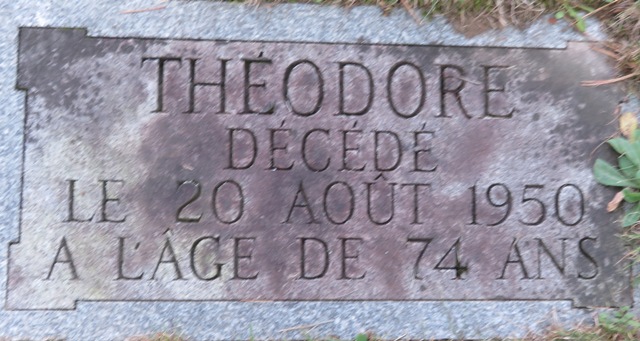 THÉODORE
DÉCÉDÉ
LE 20 AOÛT 1950
A L'ÂGE DE 74 ANS